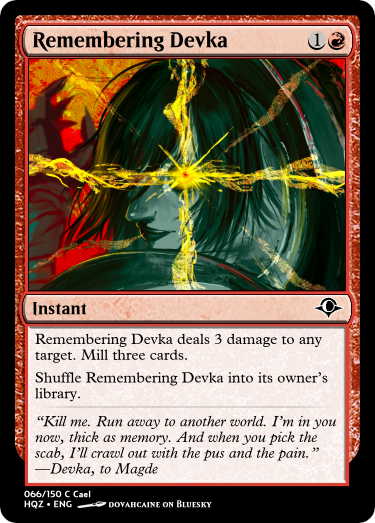 Remembering Devka 1
Instant
Remembering Devka deals 3 damage to any
target. Mill three cards.
Shuffle Remembering Devka into its owner's
library.
"Kill me. Run away to another world. I'm in you
now, thick as memory. And when you pick the
scab, I'll crawl out with the pus and the pain."
—Devka, to Magde
066/150 C Cael
HQZ • ENG DOVAHCAINE ON BLUESKY